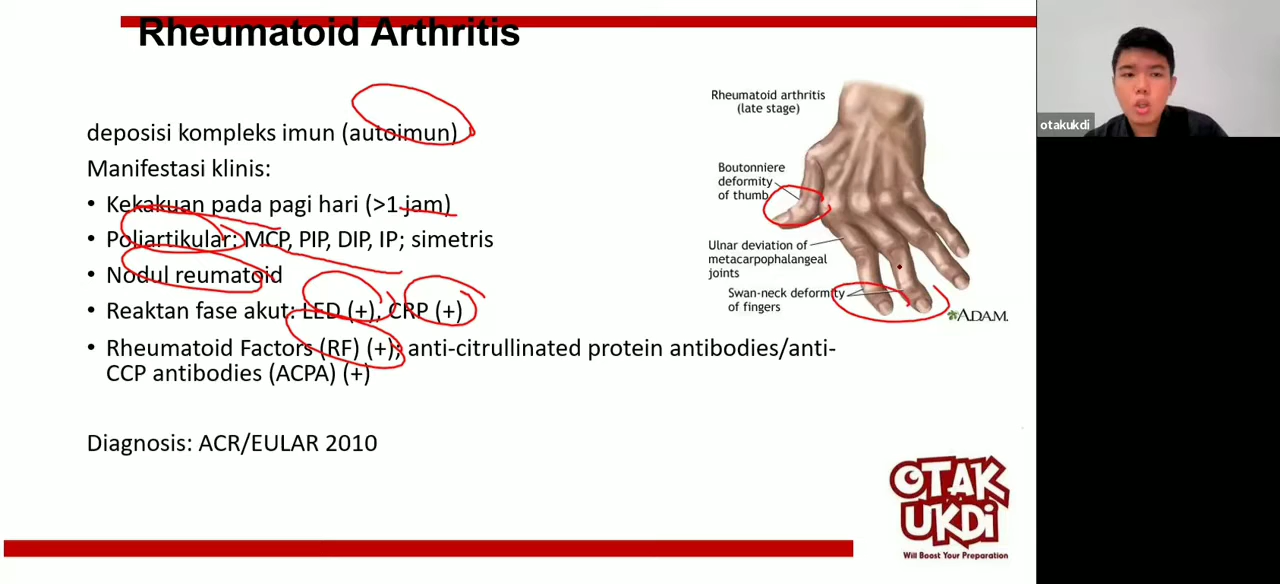 Rheumatoid Arthritis
deposisi kompleks imun (autoimun)
Manifestasi klinis:
• Kekakuan pada pagi hari (>1 jam)
• Poliartikular: MCP, PIP, DIP, IP; simetris
• Nodul reumatoid
• Reaktan fase akut: LED (+), CRP (+)
• Rheumatoid Factors (RF) (+); anti-citrullinated protein antibodies/anti-
CCP antibodies (ACPA) (+)
Diagnosis: ACR/EULAR 2010
Rheumatoid arthritis
(late stage)
Boutonniere
deformity
of thumb
Ulnar deviation of
metacarpophalangeal
joints
Swan-neck deformity
of fingers
ADAM.
OTAK
UKDi
Will Boost Your Preparation
otakukdi